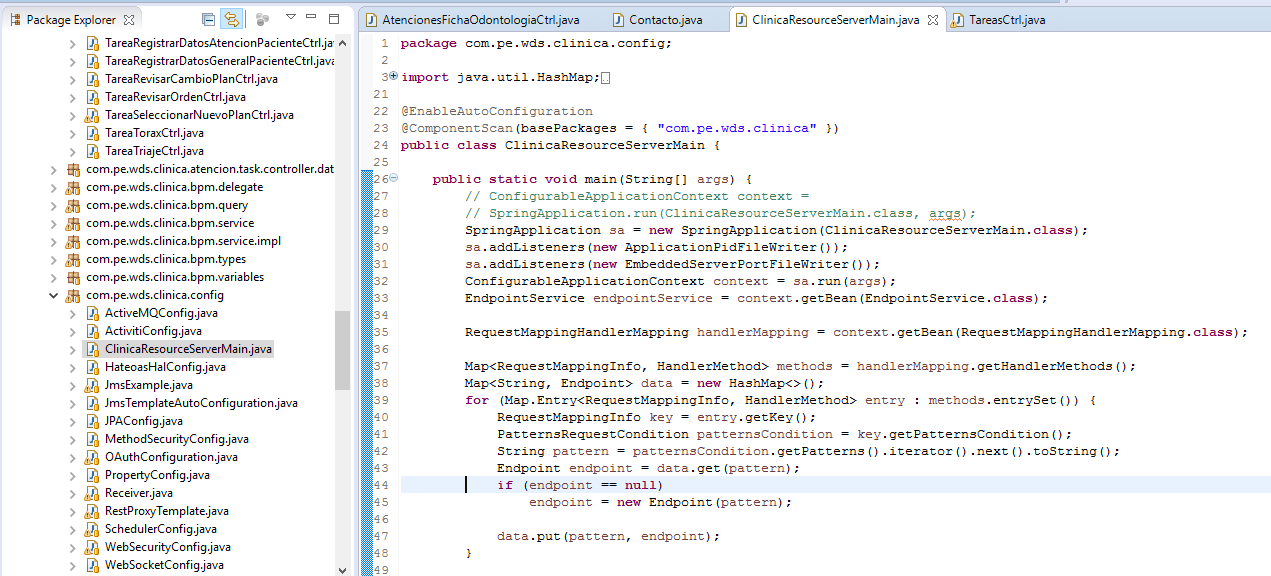 Package Explorer
TareaRegistrarDatosAtencionPacienteCtrl.ja
TareaRegistrarDatosGeneralPacienteCtrl.java
TareaRevisarCambioPlanCtrl.java
TareaRevisarOrdenCtrl.java
TareaSeleccionarNuevoPlanCtrl.java
TareaToraxCtrl.java
TareaTriajeCtrl.java
com.pe.wds.clinica.atencion.task.controller.dat
com.pe.wds.clinica.bpm.delegate
com.pe.wds.clinica.bpm.query
com.pe.wds.clinica.bpm.service
com.pe.wds.clinica.bpm.service.impl
com.pe.wds.clinica.bpm.types
com.pe.wds.clinica.bpm.variables
com.pe.wds.clinica.config
ActiveMQConfig.java
ActivitiConfig.java
ClinicaResourceServerMain.java
HateoasHalConfig.java
JmsExample.java
JmsTemplateAutoConfiguration.java
JPAConfig.java
MethodSecurityConfig.java
OAuthConfiguration.java
PropertyConfig.java
Receiver.java
RestProxyTemplate.java
SchedulerConfig.java
WebSecurityConfig.java
WebSocketConfig.java
AtencionesFichaOdontologiaCtrl.java Contacto.java ClinicaResourceServerMain.java TareasCtrl.java
1 package com.pe.wds.clinica.config;
2
3 import java.util.HashMap;
21
22 @EnableAutoConfiguration
23 @ComponentScan(basePackages = { "com.pe.wds.clinica" })
24 public class ClinicaResourceServerMain {
25
26 public static void main(String[] args) {
27 // ConfigurableApplicationContext context =
28 // SpringApplication.run(ClinicaResourceServerMain.class, args);
29 SpringApplication sa = new SpringApplication(ClinicaResourceServerMain.class);
30 sa.addListeners(new ApplicationPidFileWriter());
31 sa.addListeners(new EmbeddedServerPortFileWriter());
32 ConfigurableApplicationContext context = sa.run(args);
33 EndpointService endpointService = context.getBean(EndpointService.class);
34
35 RequestMappingHandlerMapping handlerMapping = context.getBean(RequestMappingHandlerMapping.class);
36
37 Map<RequestMappingInfo, HandlerMethod> methods = handlerMapping.getHandlerMethods();
38 Map<String, Endpoint> data = new HashMap<>();
39 for (Map.Entry<RequestMappingInfo, HandlerMethod> entry : methods.entrySet()) {
40 RequestMappingInfo key = entry.getKey();
41 PatternsRequestCondition patternsCondition = key.getPatternsCondition();
42 String pattern = patternsCondition.getPatterns().iterator().next().toString();
43 Endpoint endpoint = data.get(pattern);
44 if (endpoint == null)
45 endpoint = new Endpoint(pattern);
46
47 data.put(pattern, endpoint);
48 }
49